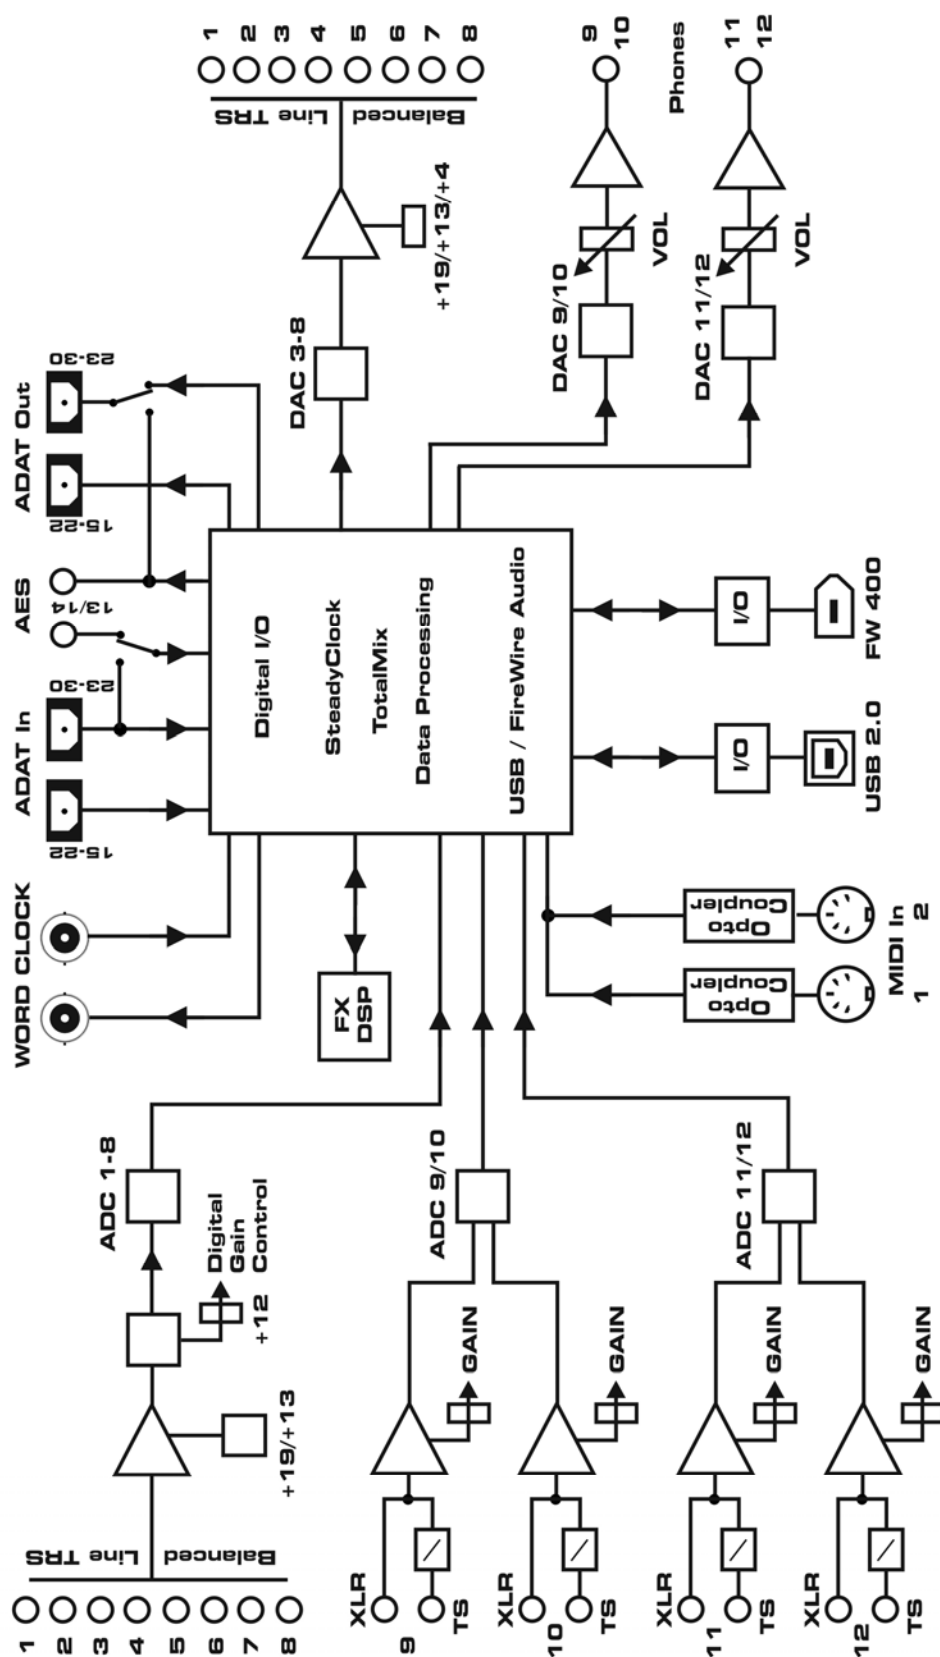 1
2
3
4
5
6
7
8
Line TRS
Balanced
+19/+13
+12
Digital
Gain
Control
ADC 1-8
WORD CLOCK
ADAT In
15-22
23-30
AES
13/14
ADAT Out
15-22
23-30
FX
DSP
Digital I/O
SteadyClock
TotalMix
Data Processing
USB / FireWire Audio
DAC 3-8
+19/+13/+4
Line TRS
Balanced
1
2
3
4
5
6
7
8
9
XLR
TS
GAIN
10
XLR
TS
GAIN
ADC 9/10
11
XLR
TS
GAIN
12
XLR
TS
GAIN
ADC 11/12
Opto
Coupler
Opto
Coupler
MIDI In
1
2
I/O
USB 2.0
I/O
FW 400
DAC 9/10
VOL
9
10
Phones
DAC 11/12
VOL
11
12